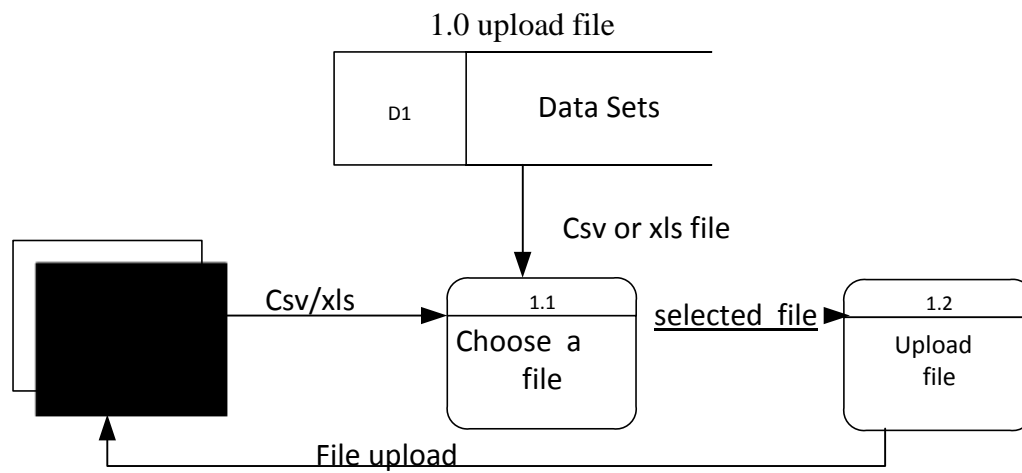 1.0 upload file
D1
Data Sets
Csv or xls file
Csv/xls
1.1
Choose a
file
selected file
1.2
Upload
file
File upload